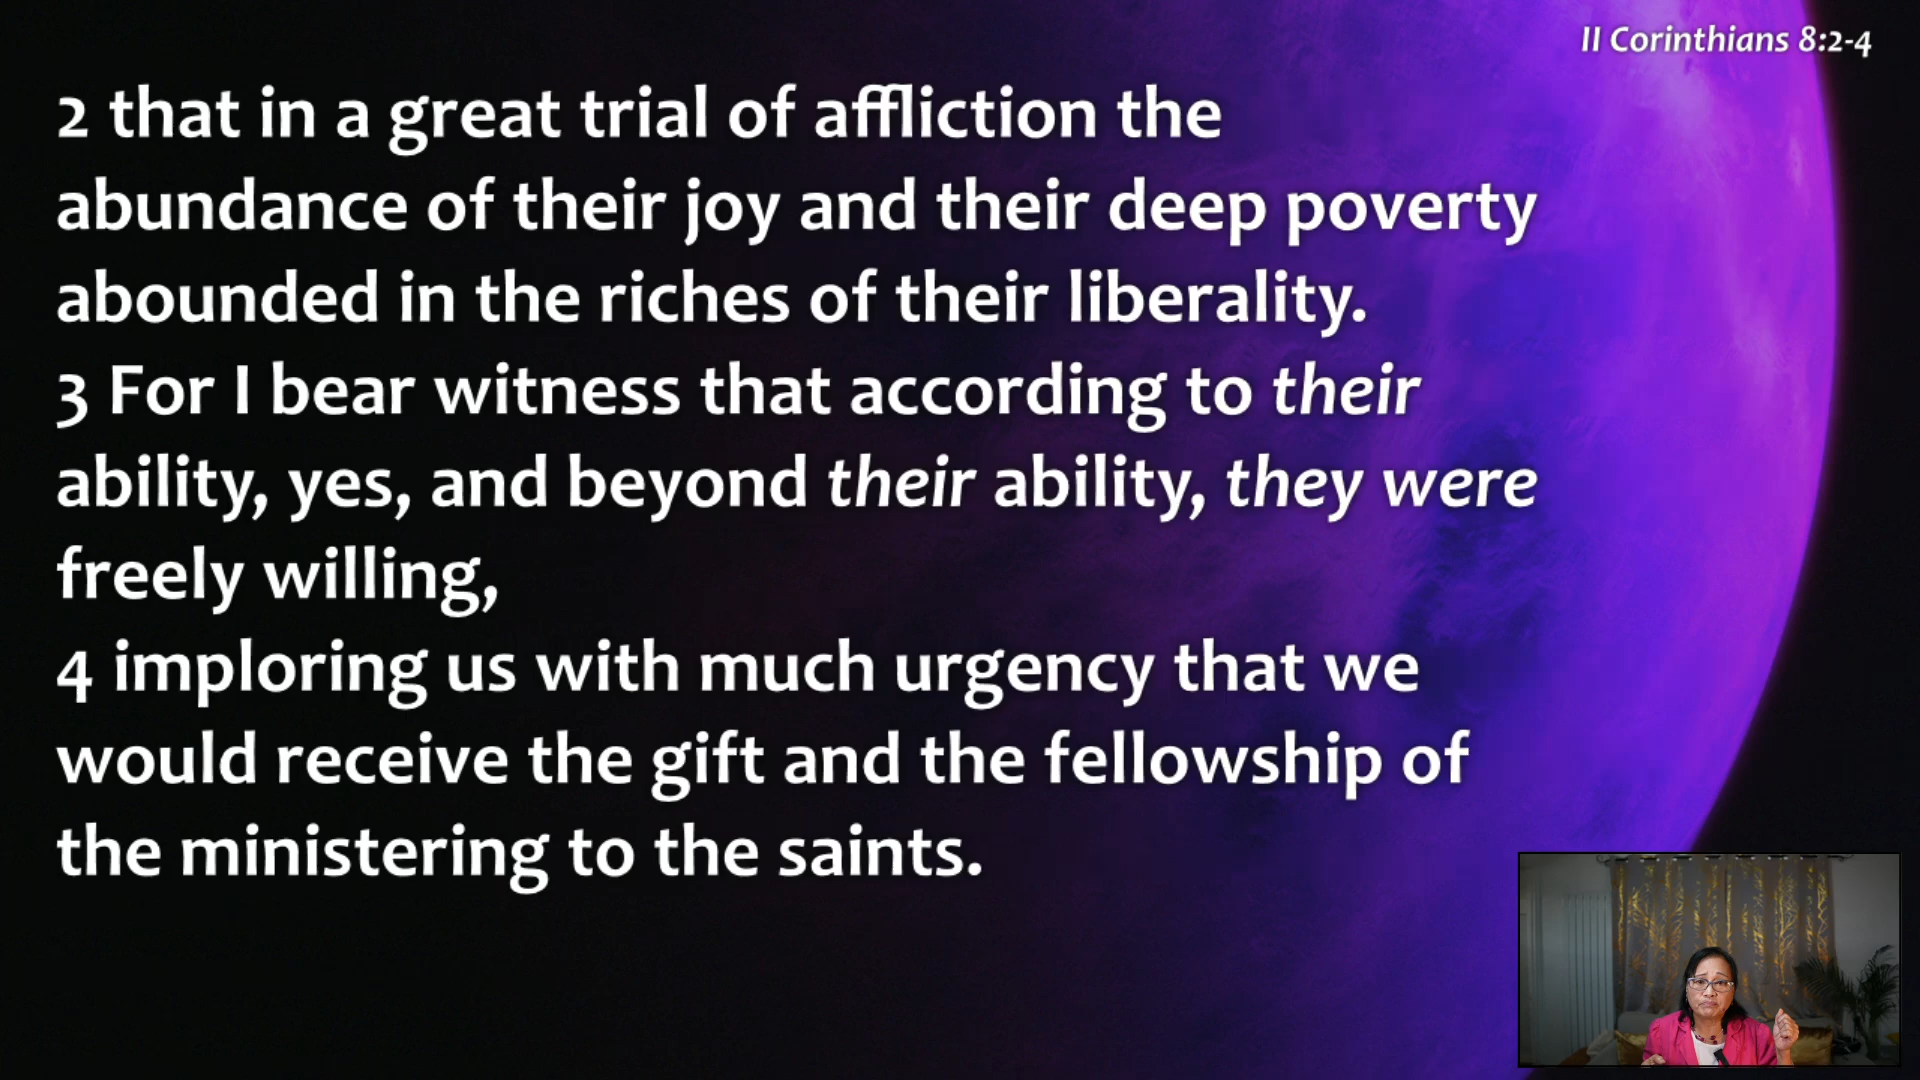 II Corinthians 8:2-4
2 that in a great trial of affliction the
abundance of their joy and their deep poverty
abounded in the riches of their liberality.
3 For I bear witness that according to their
ability, yes, and beyond their ability, they were
freely willing,
4 imploring us with much urgency that we
would receive the gift and the fellowship of
the ministering to the saints.